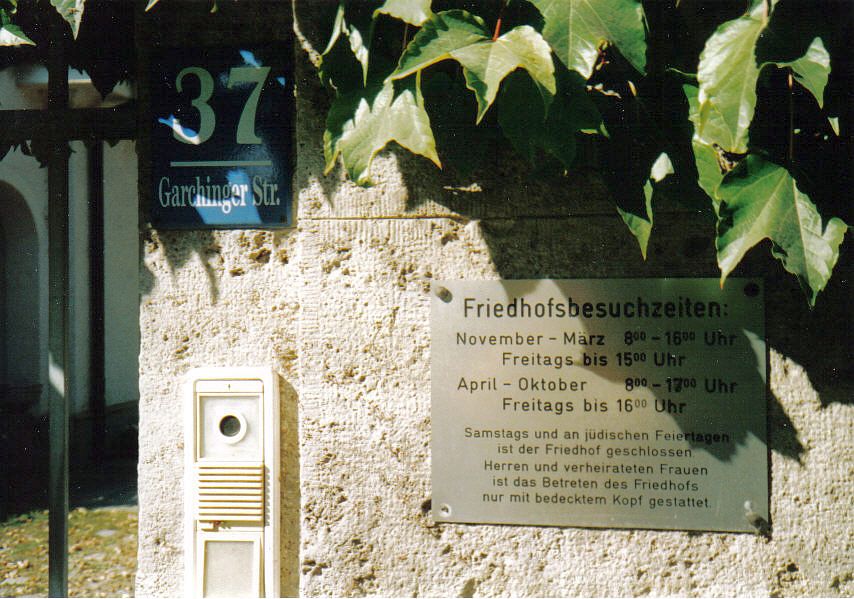 37
Garchinger Str.
Friedhofsbesuchzeiten:
November – März 8⁰⁰ – 16⁰⁰ Uhr
Freitags bis 15⁰⁰ Uhr
April – Oktober 8⁰⁰ – 17⁰⁰ Uhr
Freitags bis 16⁰⁰ Uhr
Samstags und an jüdischen Feiertagen
ist der Friedhof geschlossen
Herren und verheirateten Frauen
ist das Betreten des Friedhofs
nur mit bedecktem Kopf gestattet.